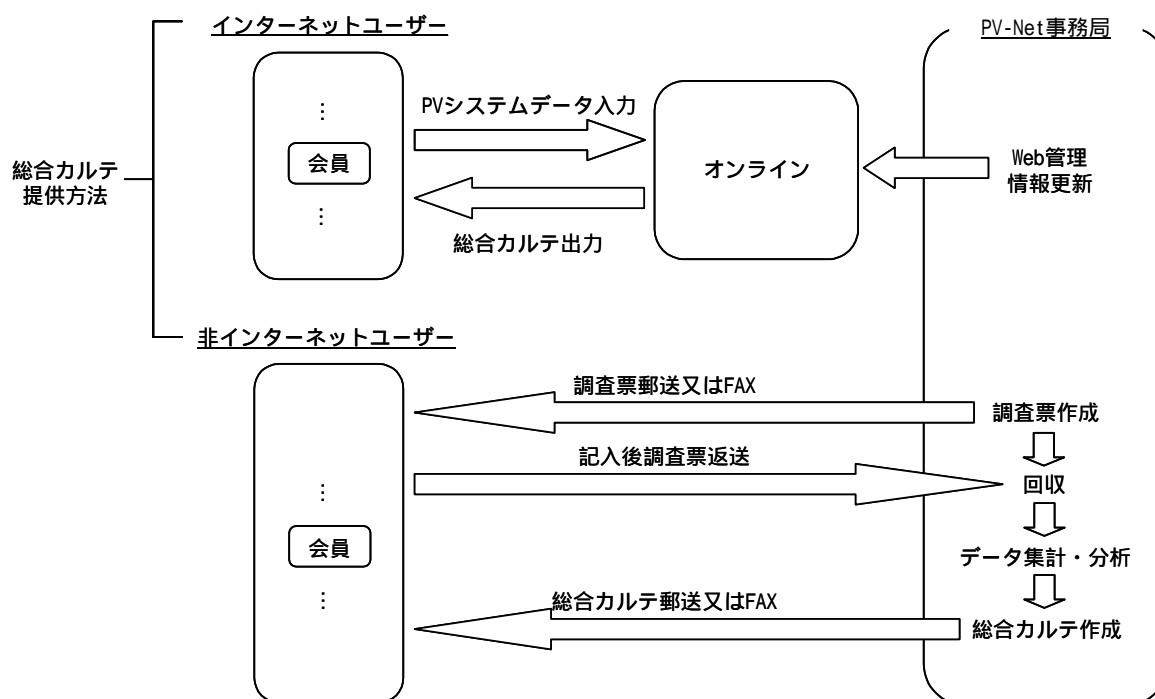 インターネットユーザー
PV-Net事務局
⋮
PVシステムデータ入力
会員
オンライン
Web管理
情報更新
総合カルテ
提供方法
⋮
総合カルテ出力
非インターネットユーザー
調査票郵送又はFAX
調査票作成
記入後調査票返送
回収
⋮
会員
データ集計・分析
⋮
総合カルテ郵送又はFAX
総合カルテ作成